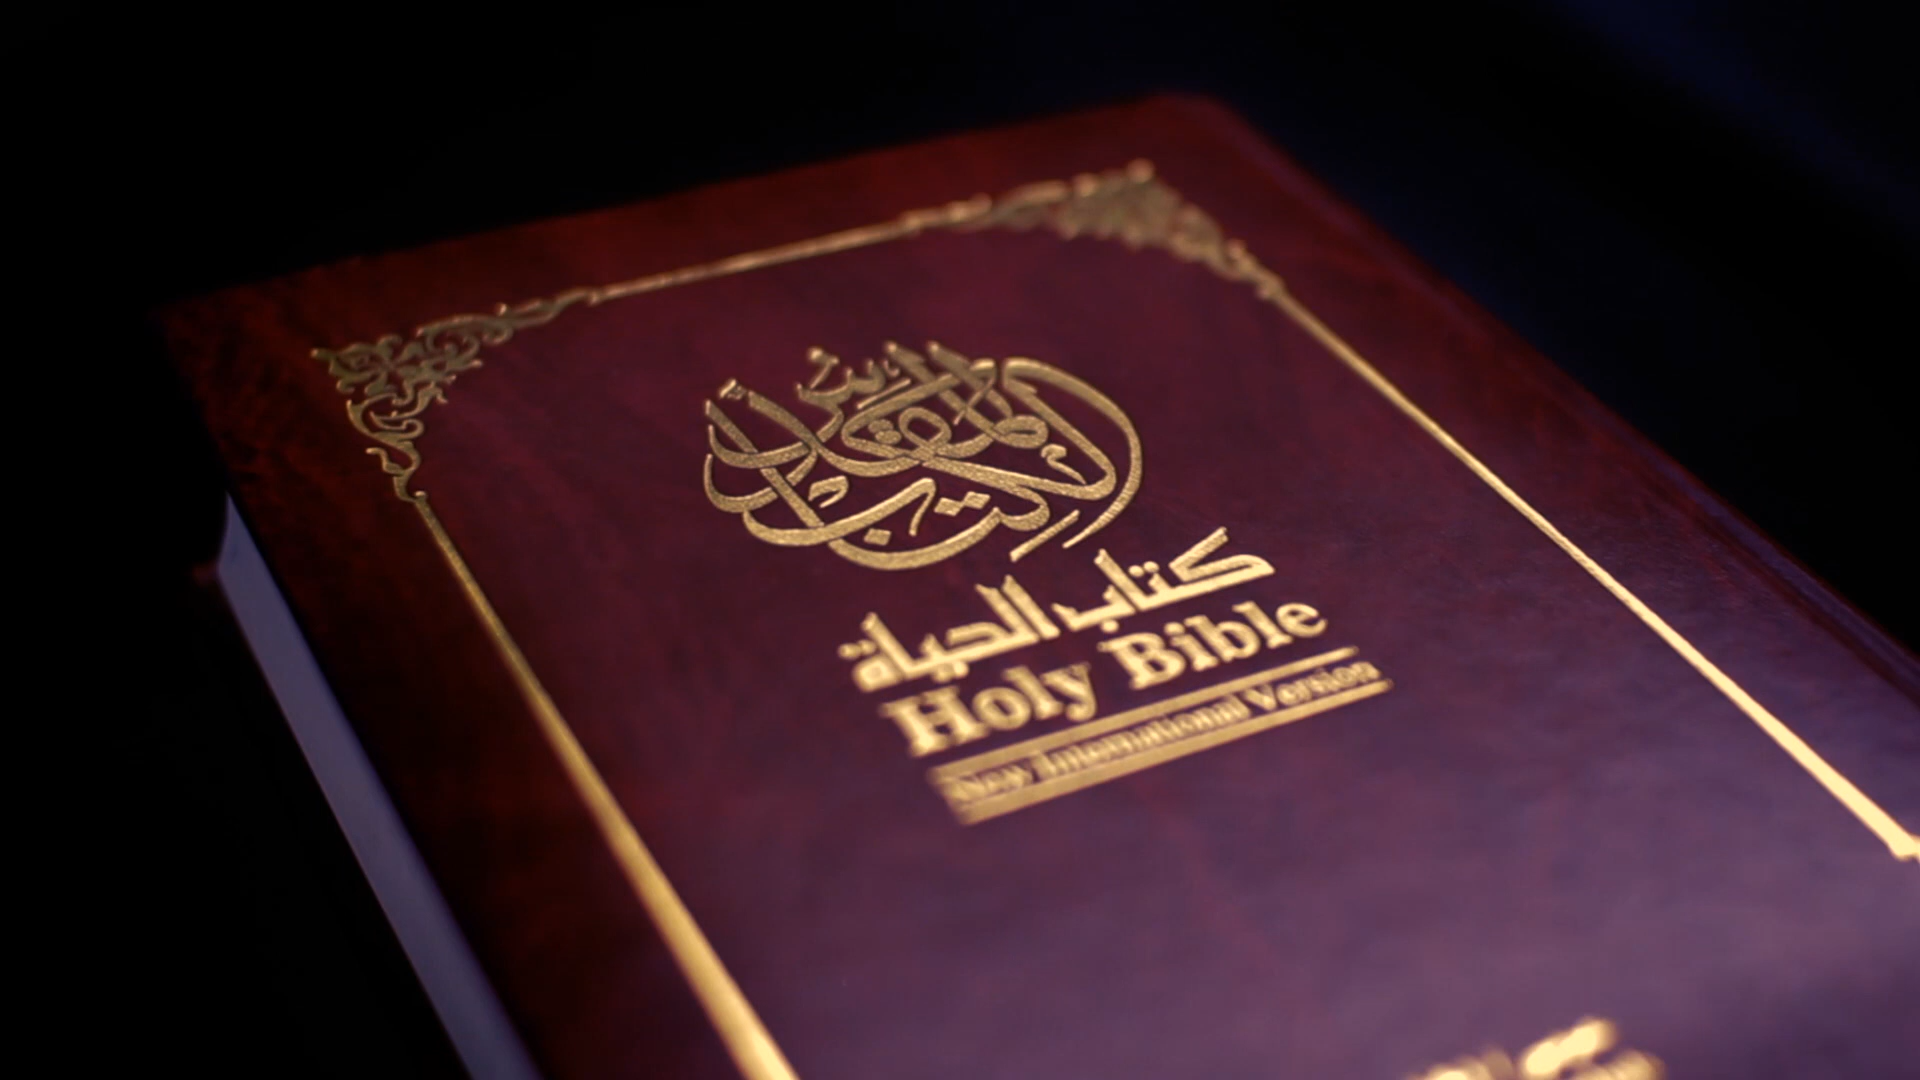 الكتاب المقدس
كتاب الحياة
Holy Bible
New International Version